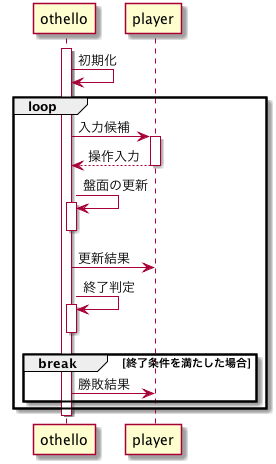 othello player
初期化
loop
入力候補
操作入力
盤面の更新
更新結果
終了判定
break [終了条件を満たした場合]
勝敗結果
othello player